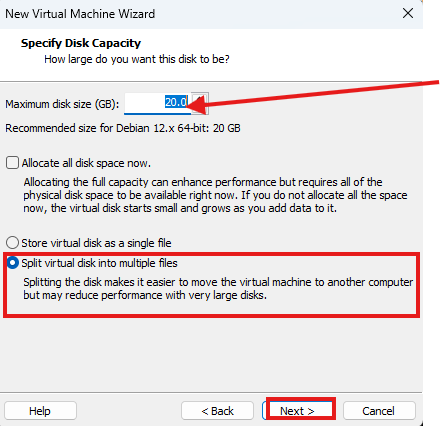 New Virtual Machine Wizard
Specify Disk Capacity
How large do you want this disk to be?
Maximum disk size (GB):
20.0
Recommended size for Debian 12.x 64-bit: 20 GB
Allocate all disk space now.
Allocating the full capacity can enhance performance but requires all of the
physical disk space to be available right now. If you do not allocate all the space
now, the virtual disk starts small and grows as you add data to it.
Store virtual disk as a single file
Split virtual disk into multiple files
Splitting the disk makes it easier to move the virtual machine to another computer
but may reduce performance with very large disks.
Help
< Back
Next >
Cancel